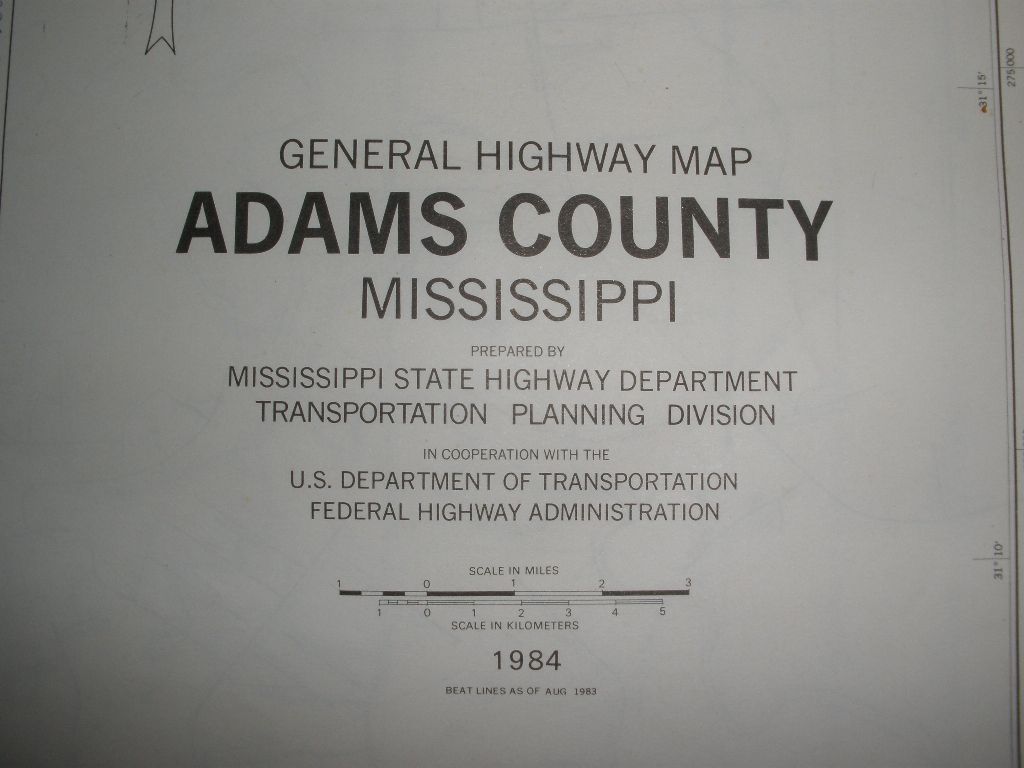 GENERAL HIGHWAY MAP
ADAMS COUNTY
MISSISSIPPI
PREPARED BY
MISSISSIPPI STATE HIGHWAY DEPARTMENT
TRANSPORTATION PLANNING DIVISION
IN COOPERATION WITH THE
U.S. DEPARTMENT OF TRANSPORTATION
FEDERAL HIGHWAY ADMINISTRATION
SCALE IN MILES
1 0 1 2 3
1 0 1 2 3 4 5
SCALE IN KILOMETERS
1984
BEAT LINES AS OF AUG 1983
31° 15'
275 000
31° 10'